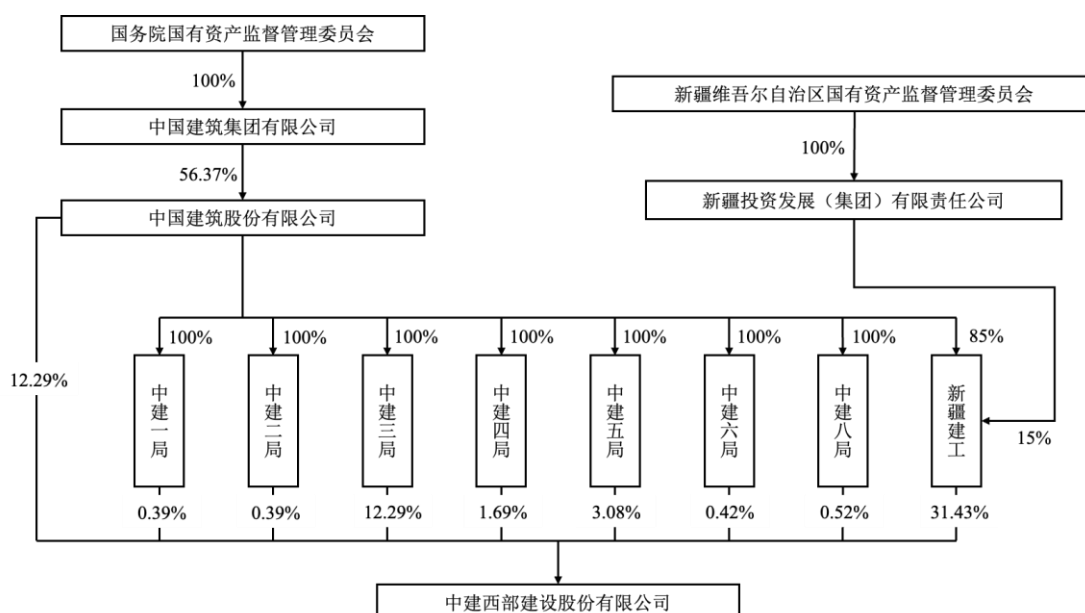 国务院国有资产监督管理委员会
100%
新疆维吾尔自治区国有资产监督管理委员会
中国建筑集团有限公司
100%
56.37%
中国建筑股份有限公司
新疆投资发展（集团）有限责任公司
100%
100%
100%
100%
100%
100%
100%
85%
12.29%
中建一局
中建二局
中建三局
中建四局
中建五局
中建六局
中建八局
新疆建工
15%
0.39%
0.39%
12.29%
1.69%
3.08%
0.42%
0.52%
31.43%
中建西部建设股份有限公司